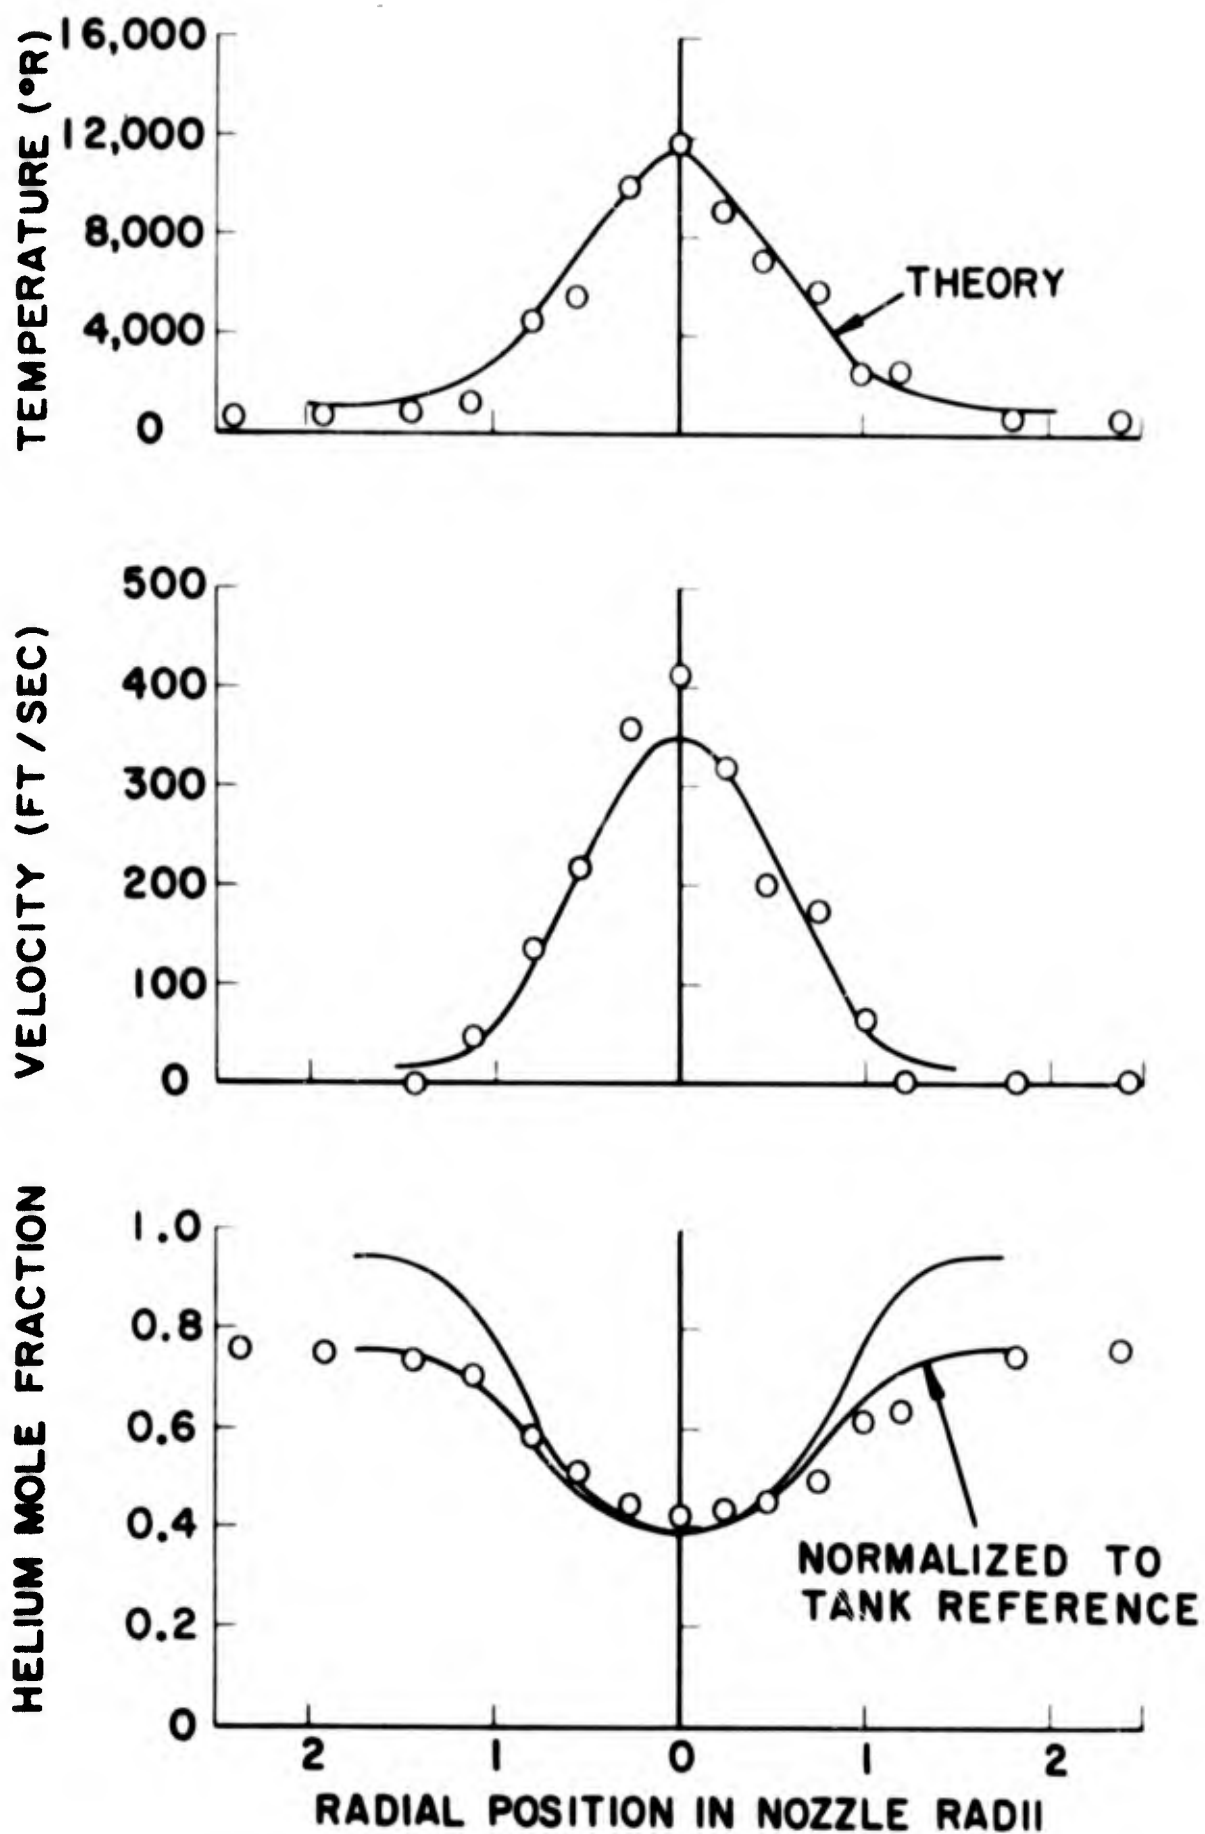 TEMPERATURE (°R)
16,000
12,000
8,000
4,000
0
THEORY
VELOCITY (FT/SEC)
500
400
300
200
100
0
HELIUM MOLE FRACTION
1.0
0.8
0.6
0.4
0.2
0
NORMALIZED TO
TANK REFERENCE
2 1 0 1 2
RADIAL POSITION IN NOZZLE RADII